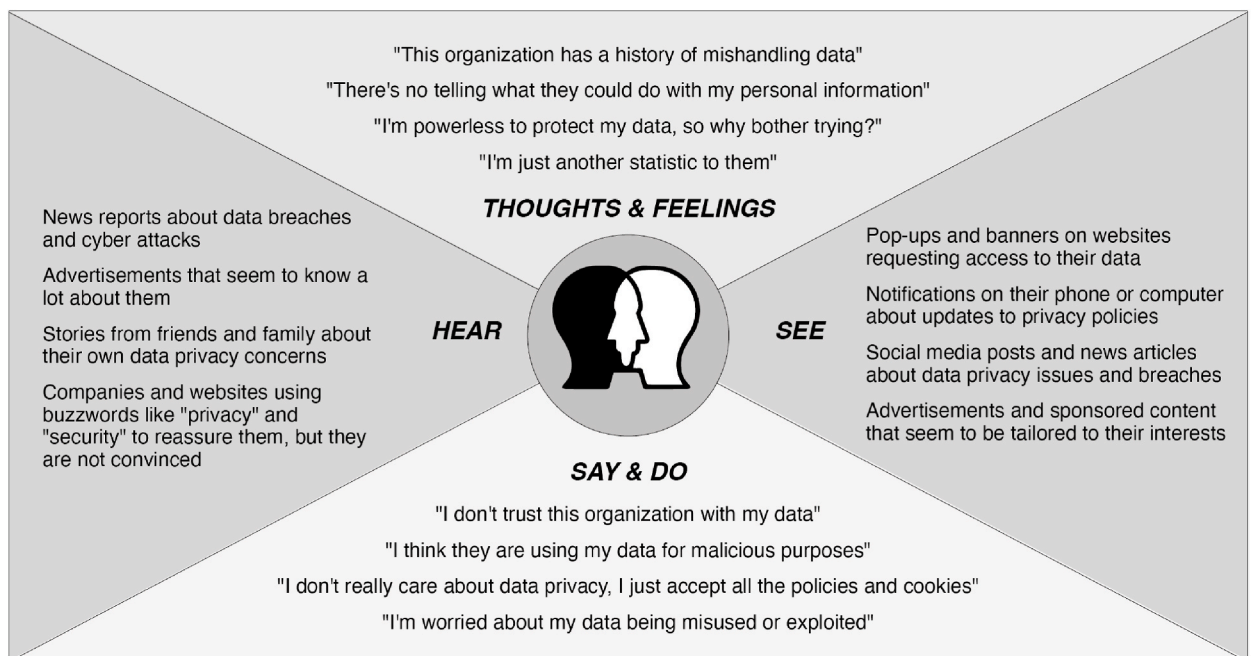 "This organization has a history of mishandling data"
"There's no telling what they could do with my personal information"
"I'm powerless to protect my data, so why bother trying?"
"I'm just another statistic to them"
THOUGHTS & FEELINGS
News reports about data breaches
and cyber attacks
Advertisements that seem to know a
lot about them
Stories from friends and family about
their own data privacy concerns
Companies and websites using
buzzwords like "privacy" and
"security" to reassure them, but they
are not convinced
HEAR
SEE
Pop-ups and banners on websites
requesting access to their data
Notifications on their phone or computer
about updates to privacy policies
Social media posts and news articles
about data privacy issues and breaches
Advertisements and sponsored content
that seem to be tailored to their interests
SAY & DO
"I don't trust this organization with my data"
"I think they are using my data for malicious purposes"
"I don't really care about data privacy, I just accept all the policies and cookies"
"I'm worried about my data being misused or exploited"